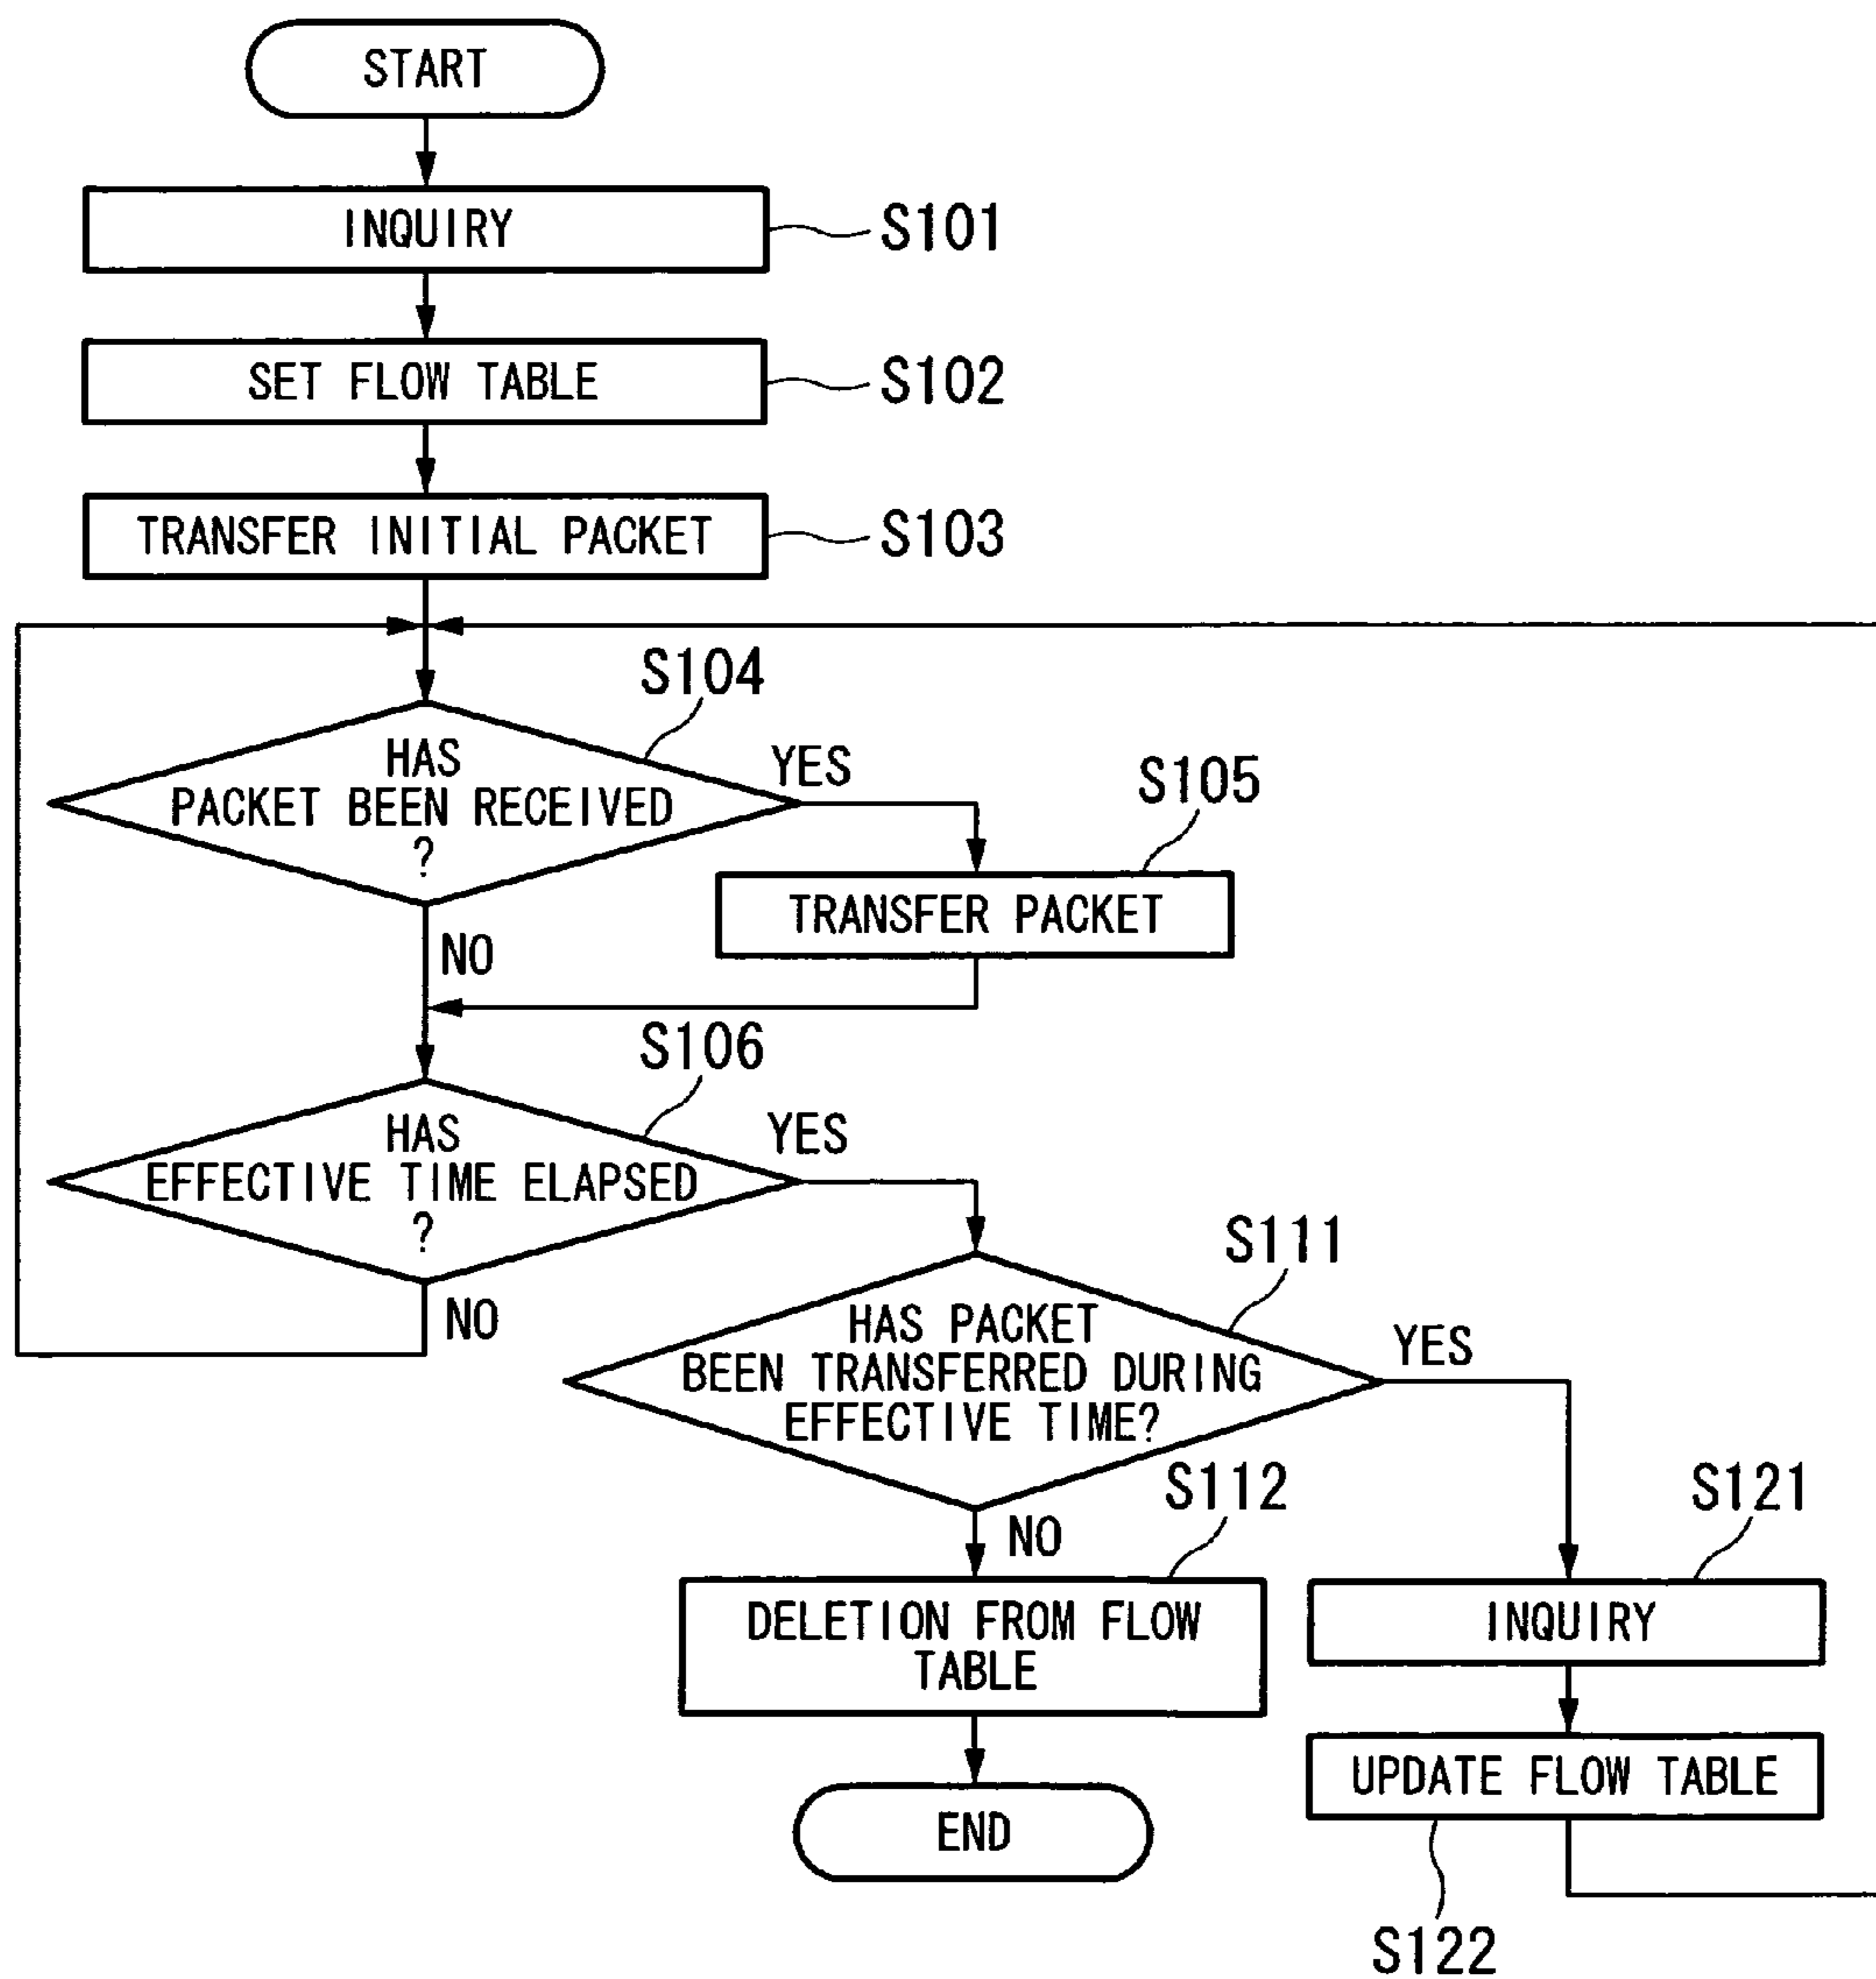 START
INQUIRY
S101
SET FLOW TABLE
S102
TRANSFER INITIAL PACKET
S103
S104
HAS
PACKET BEEN RECEIVED
?
YES
S105
TRANSFER PACKET
NO
S106
HAS
EFFECTIVE TIME ELAPSED
?
YES
NO
S111
HAS PACKET
BEEN TRANSFERRED DURING
EFFECTIVE TIME?
YES
NO
S112
DELETION FROM FLOW
TABLE
S121
INQUIRY
UPDATE FLOW TABLE
S122
END